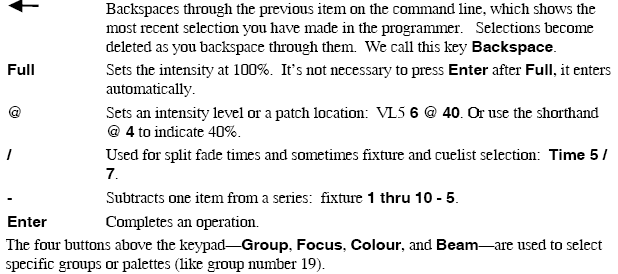 Backspaces through the previous item on the command line, which shows the
most recent selection you have made in the programmer. Selections become
deleted as you backspace through them. We call this key Backspace.
Full Sets the intensity at 100%. It's not necessary to press Enter after Full, it enters
automatically.
@ Sets an intensity level or a patch location: VL5 6 @ 40. Or use the shorthand
@ 4 to indicate 40%.
/ Used for split fade times and sometimes fixture and cuelist selection: Time 5 /
7.
- Subtracts one item from a series: fixture 1 thru 10 - 5.
Enter Completes an operation.
The four buttons above the keypad—Group, Focus, Colour, and Beam—are used to select
specific groups or palettes (like group number 19).